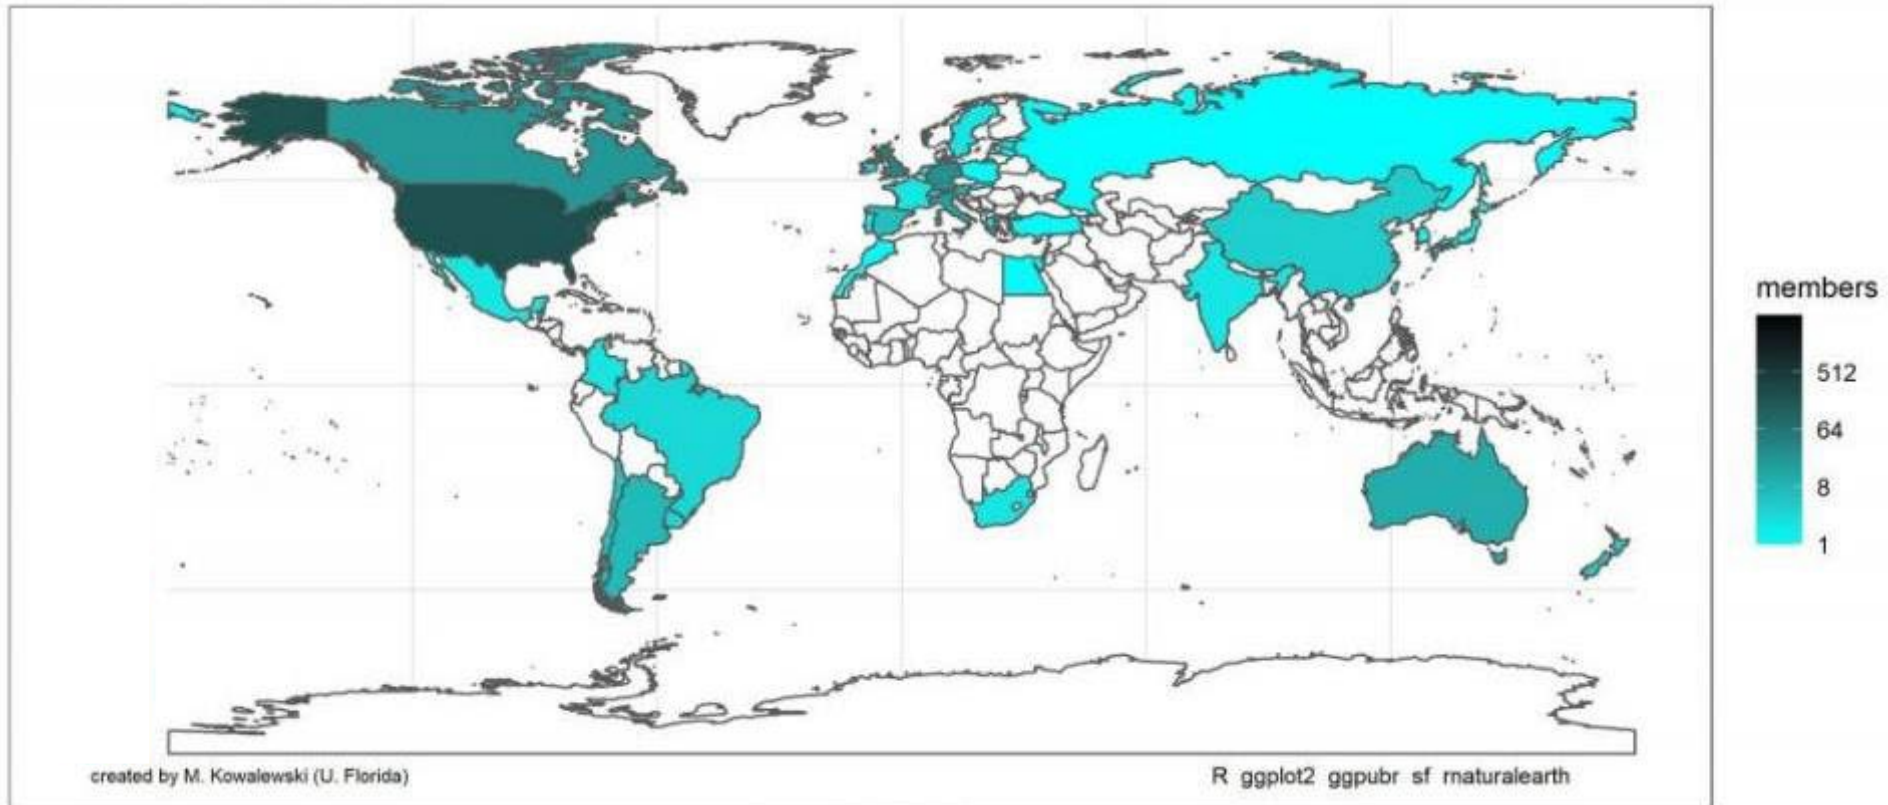 members
512
64
8
1
created by M. Kowalewski (U. Florida)
R ggplot2 ggpubr sf rnaturalearth